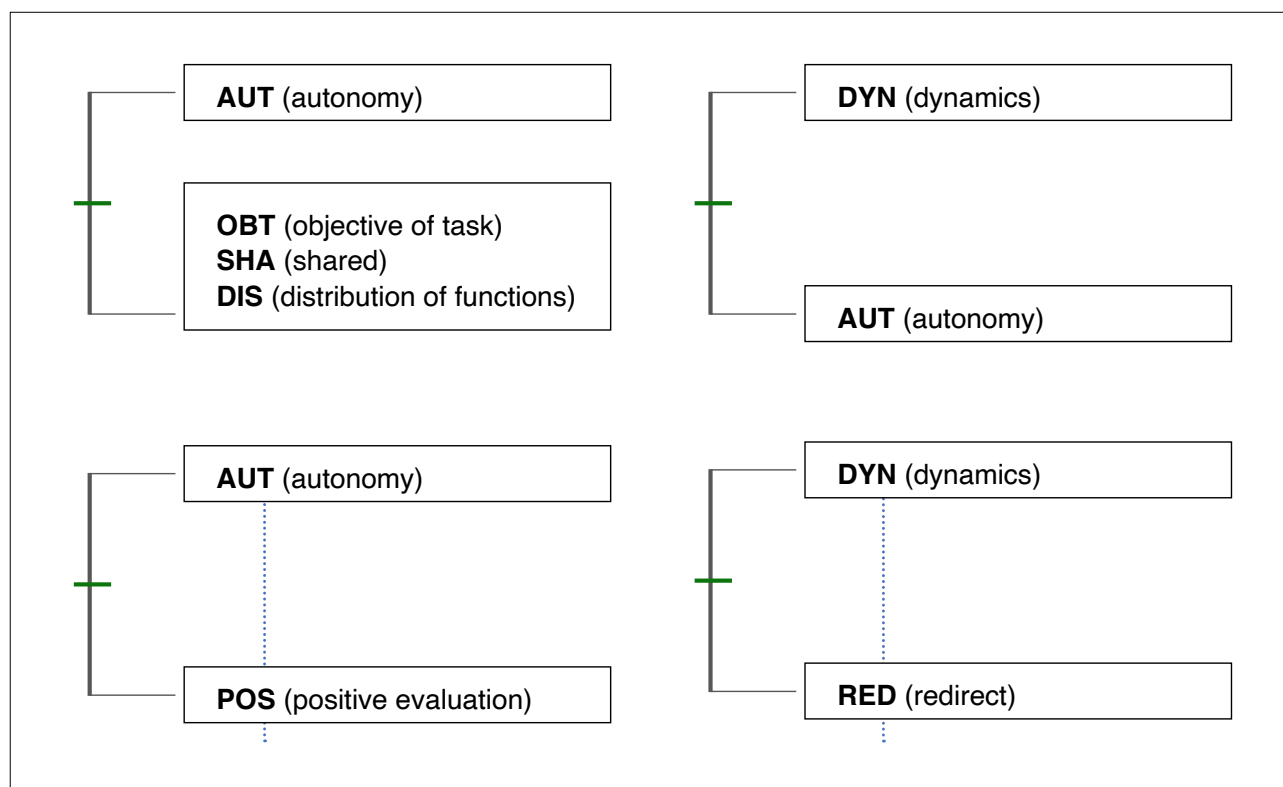 AUT (autonomy)
OBT (objective of task)
SHA (shared)
DIS (distribution of functions)
DYN (dynamics)
AUT (autonomy)
AUT (autonomy)
POS (positive evaluation)
DYN (dynamics)
RED (redirect)